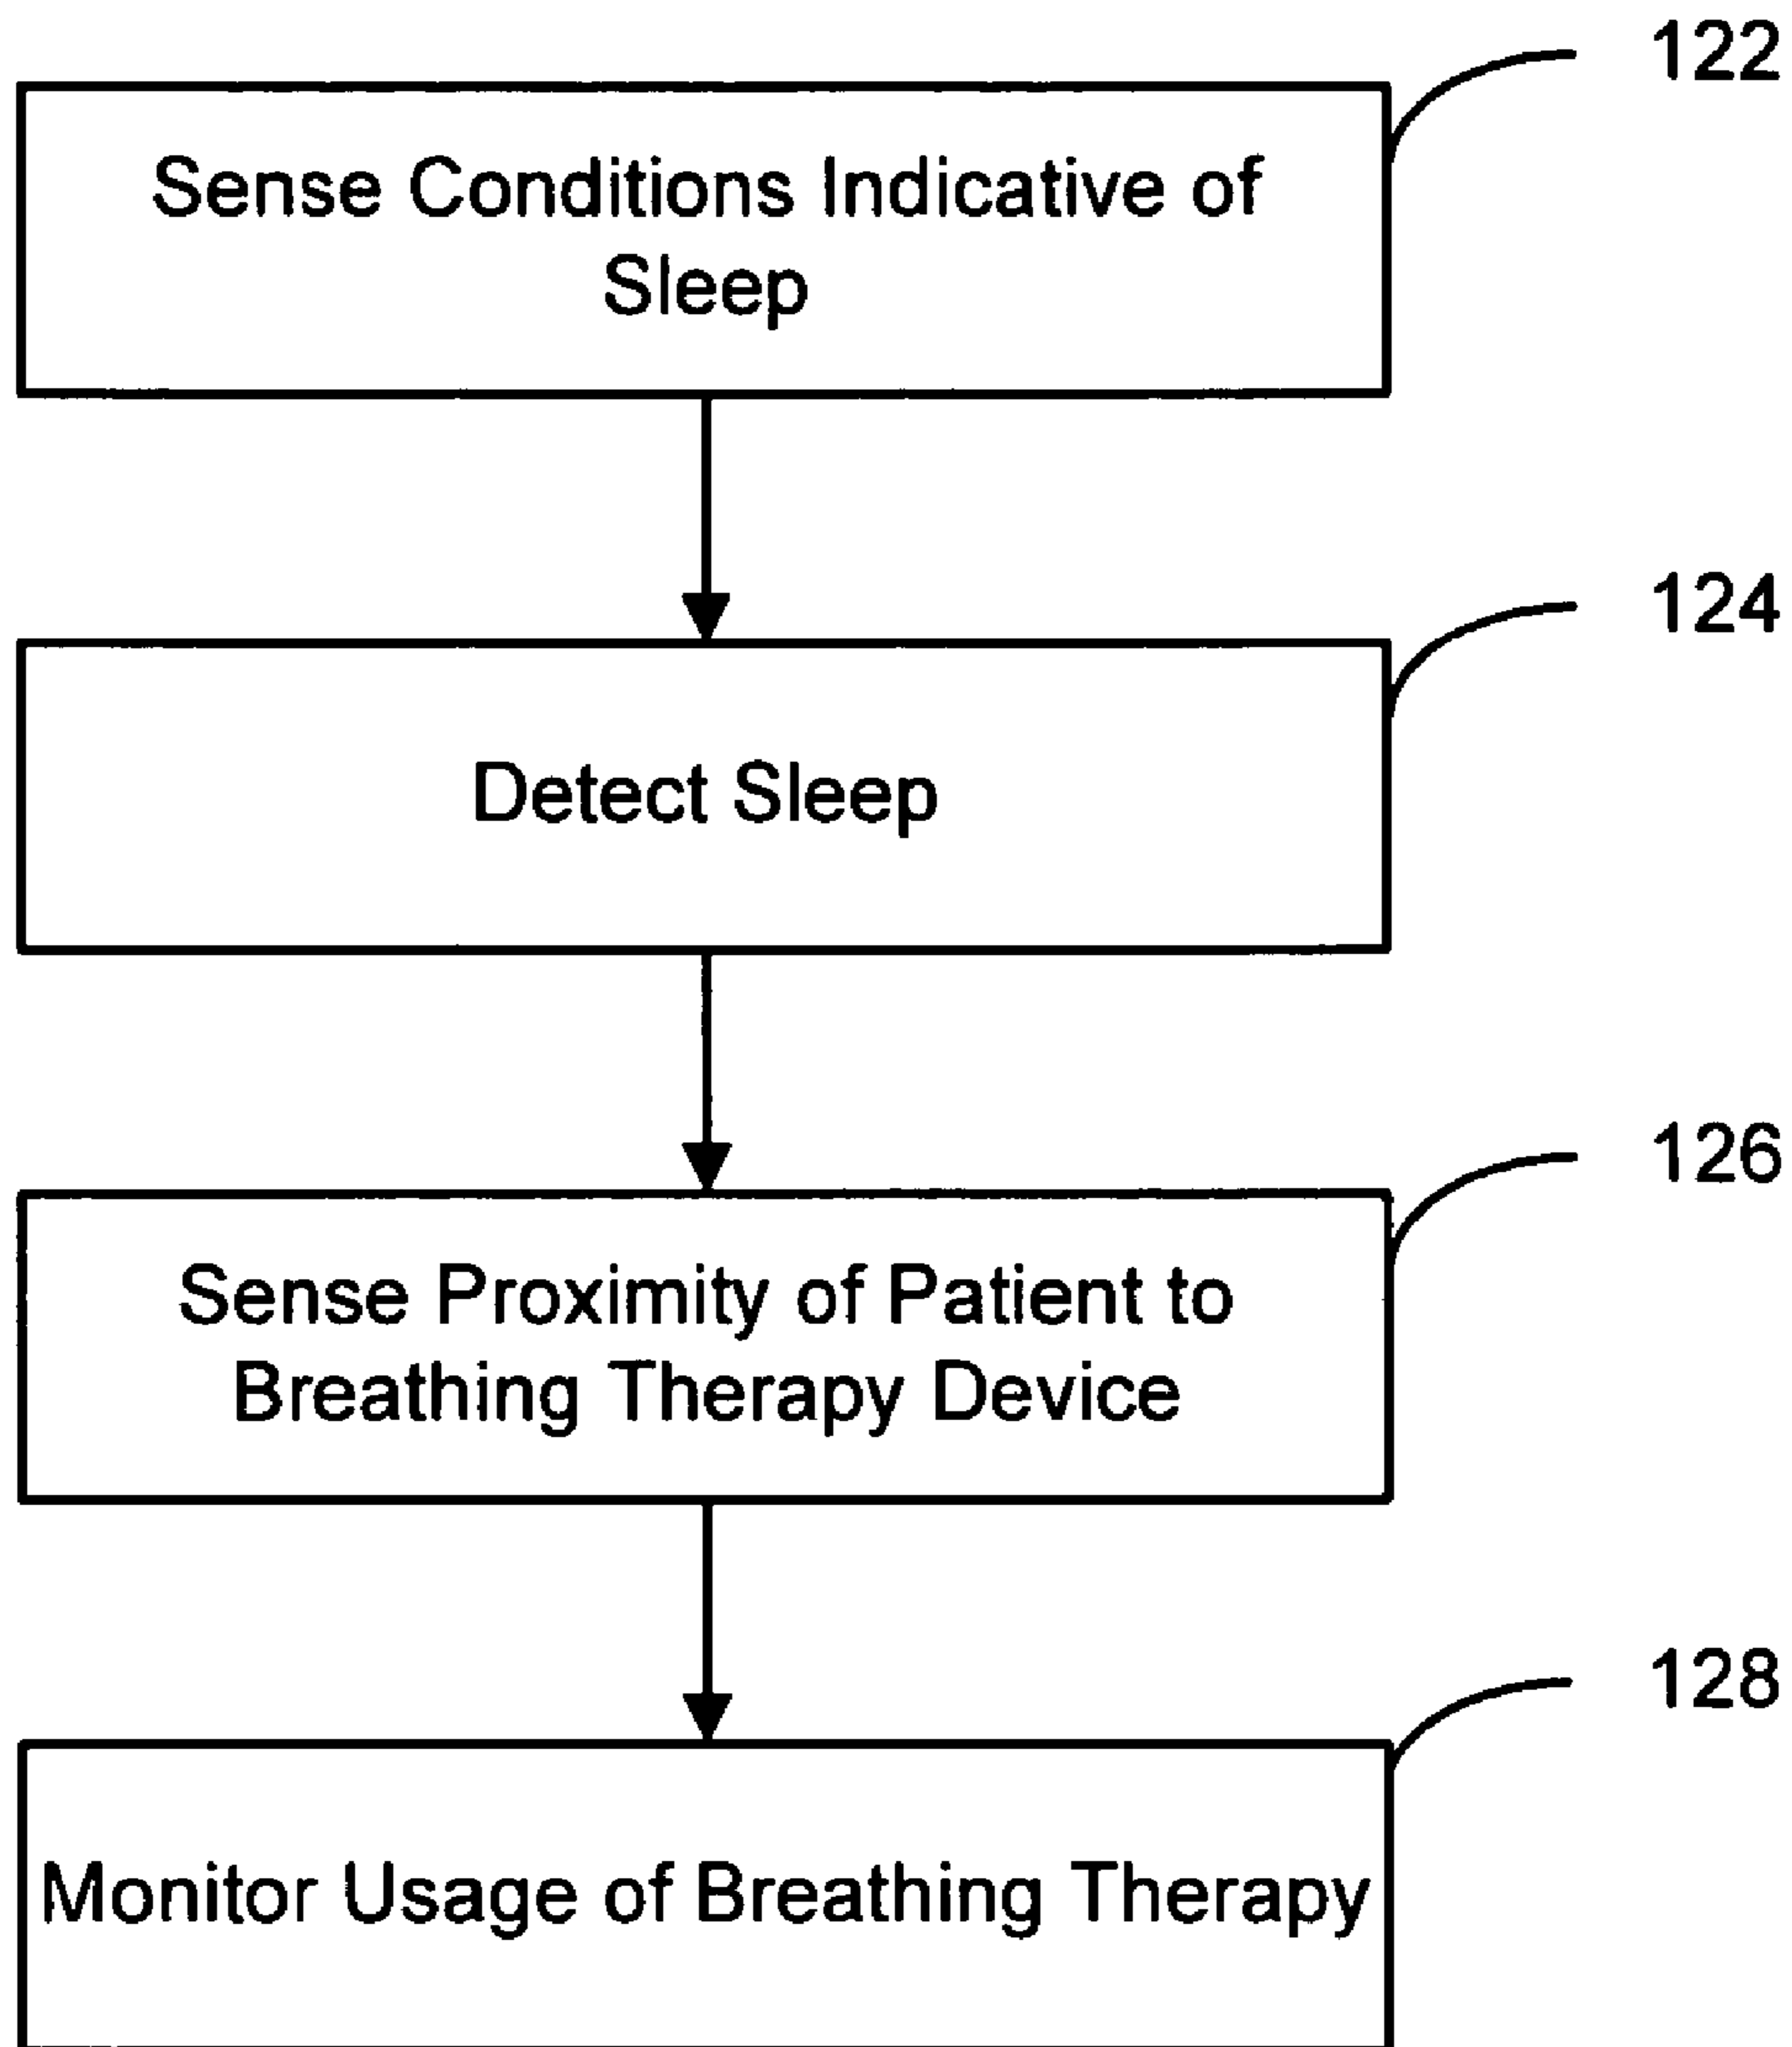 122
Sense Conditions Indicative of
Sleep
124
Detect Sleep
126
Sense Proximity of Patient to
Breathing Therapy Device
128
Monitor Usage of Breathing Therapy